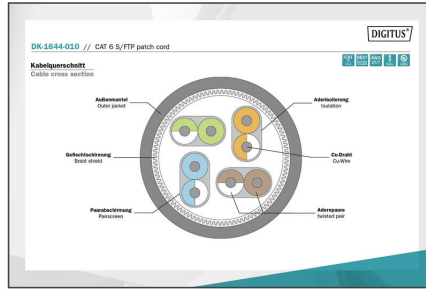 DIGITUS®
DK-1644-010 // CAT 6 S/FTP patch cord
Kabelquerschnitt
Cable cross section
Außenmantel
Outer jacket
Aderisolierung
Isolation
Geflechtschirmung
Braid shield
Cu-Draht
Cu-Wire
Paarabschirmung
Pairscreen
Adernpaare
twisted pair